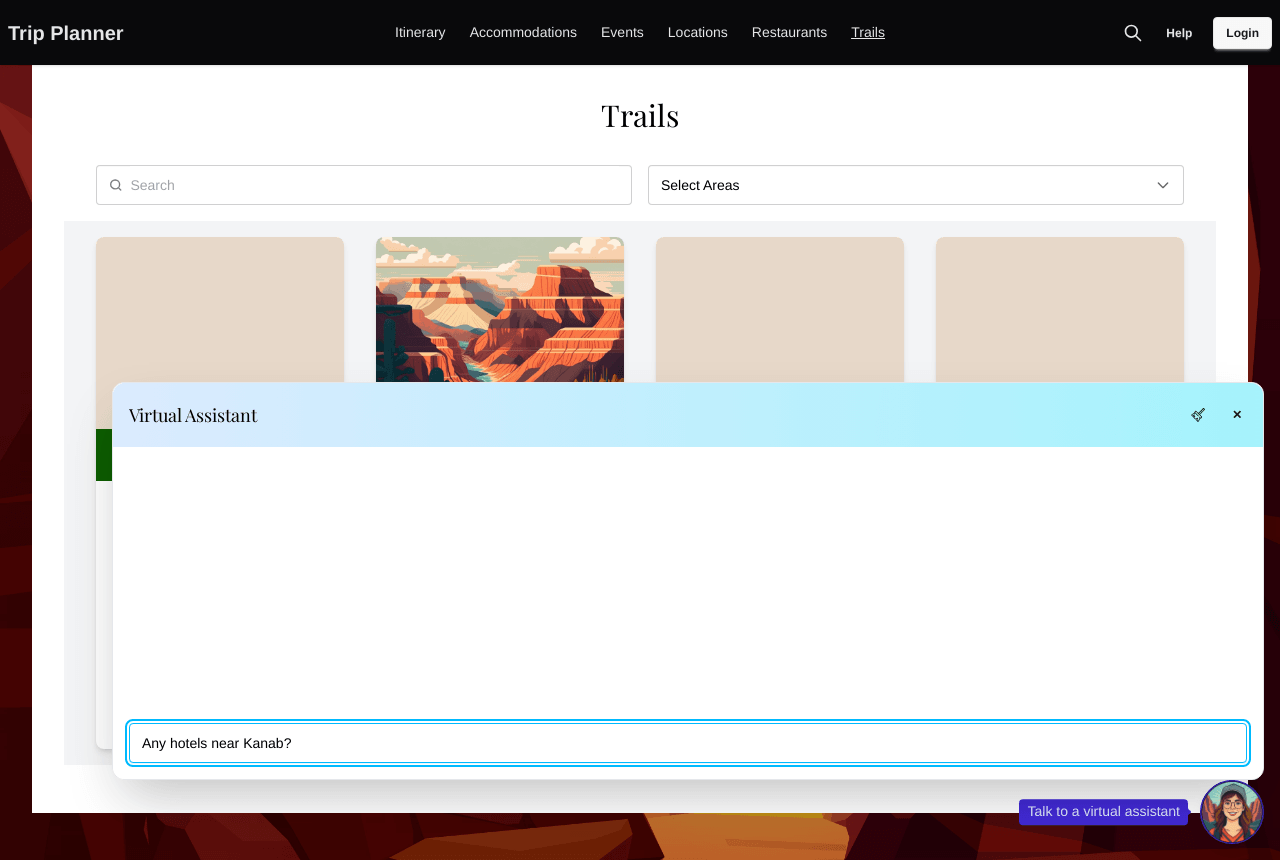 Trip Planner
Itinerary
Accommodations
Events
Locations
Restaurants
Trails
Help
Login
Trails
Search
Select Areas
Virtual Assistant
Any hotels near Kanab?
Talk to a virtual assistant